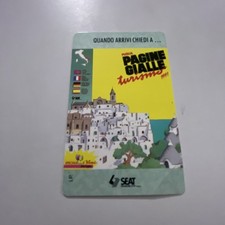 QUANDO ARRIVI CHIEDI A ...
PAGINE
GIALLE
turismo
SEAT